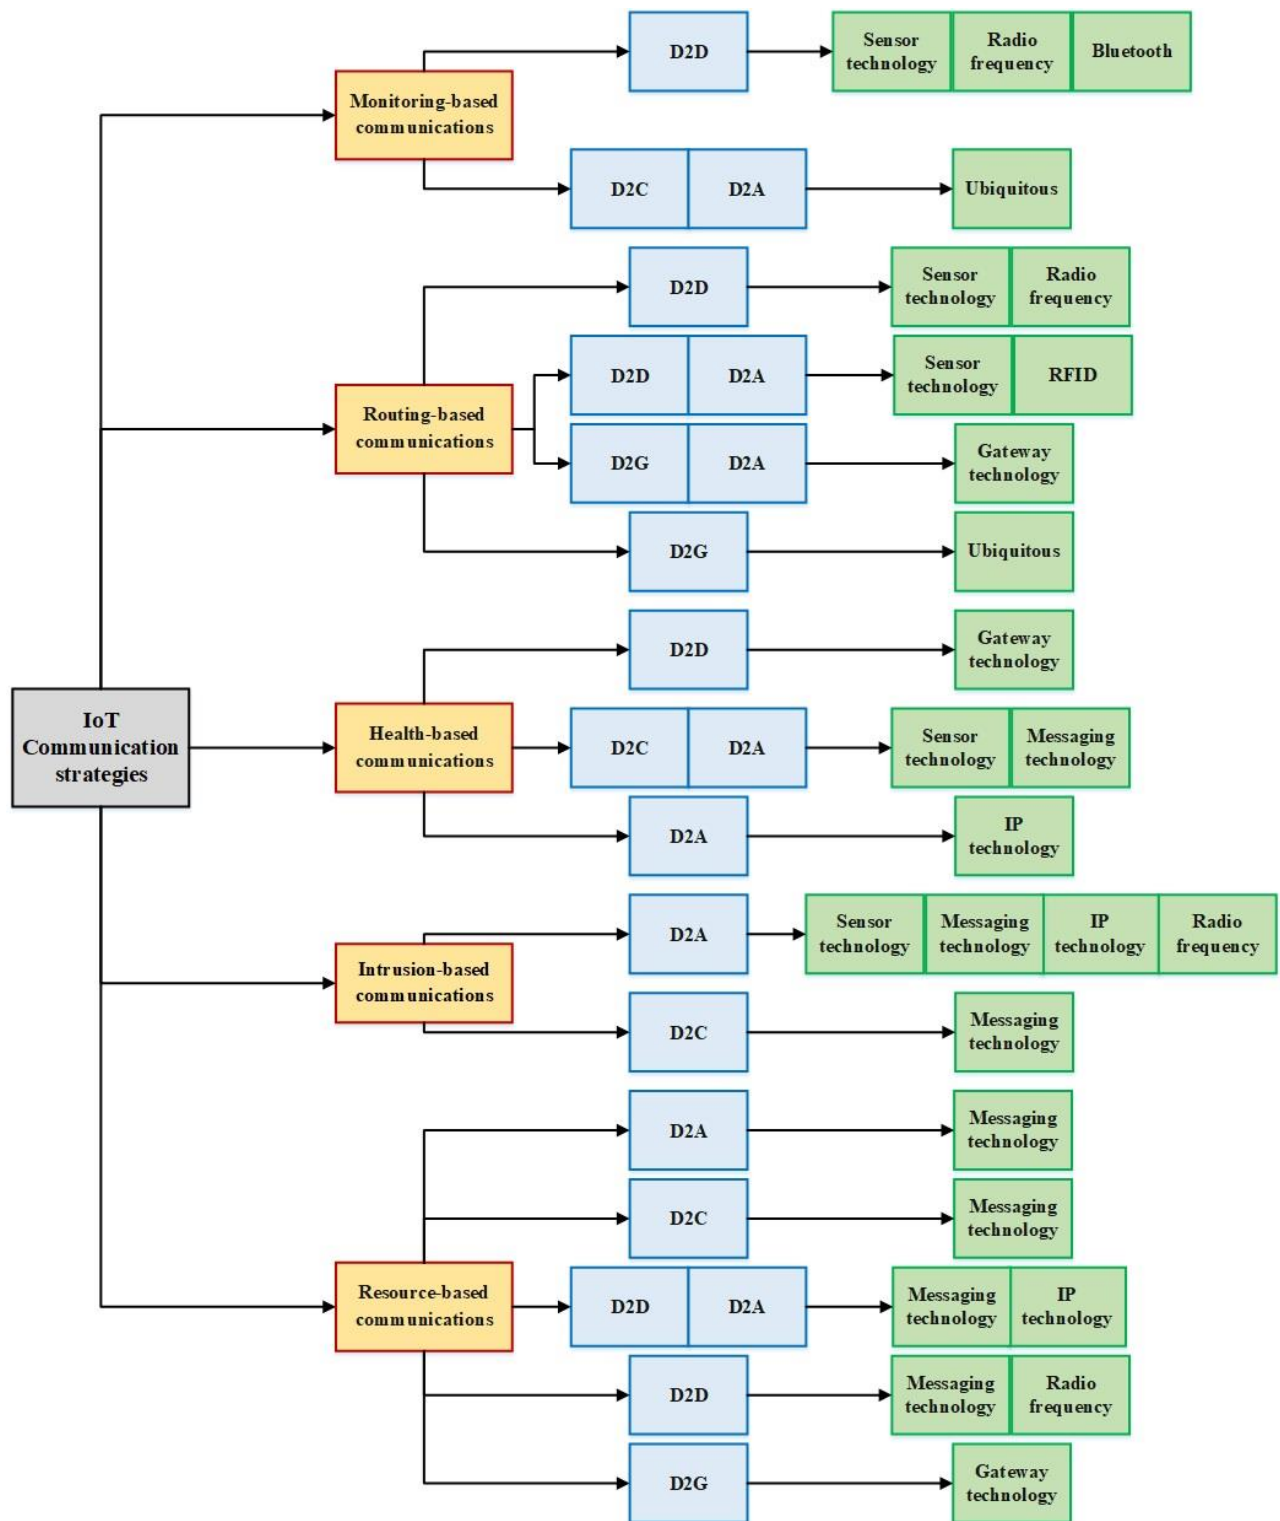 D2D
Sensor
technology
Radio
frequency
Bluetooth
Monitoring-based
communications
D2C
D2A
Ubiquitous
D2D
Sensor
technology
Radio
frequency
D2D
D2A
Sensor
technology
RFID
Routing-based
communications
D2G
D2A
Gateway
technology
D2G
Ubiquitous
D2D
Gateway
technology
IoT
Communication
strategies
Health-based
communications
D2C
D2A
Sensor
technology
Messaging
technology
D2A
IP
technology
D2A
Sensor
technology
Messaging
technology
IP
technology
Radio
frequency
Intrusion-based
communications
D2C
Messaging
technology
D2A
Messaging
technology
D2C
Messaging
technology
Resource-based
communications
D2D
D2A
Messaging
technology
IP
technology
D2D
Messaging
technology
Radio
frequency
D2G
Gateway
technology